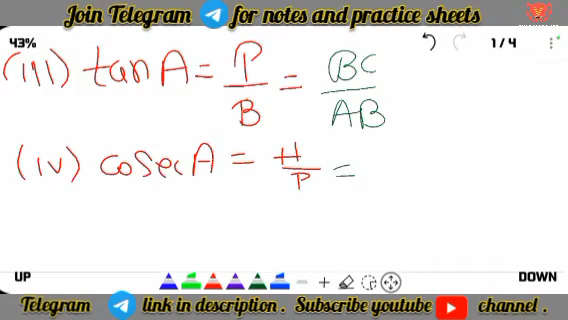 Join Telegram for notes and practice sheets
43%
1/4
(iii) tan A = P/B = BC/AB
(iv) cosec A = H/P =
UP
DOWN
Telegram link in description . Subscribe youtube channel .